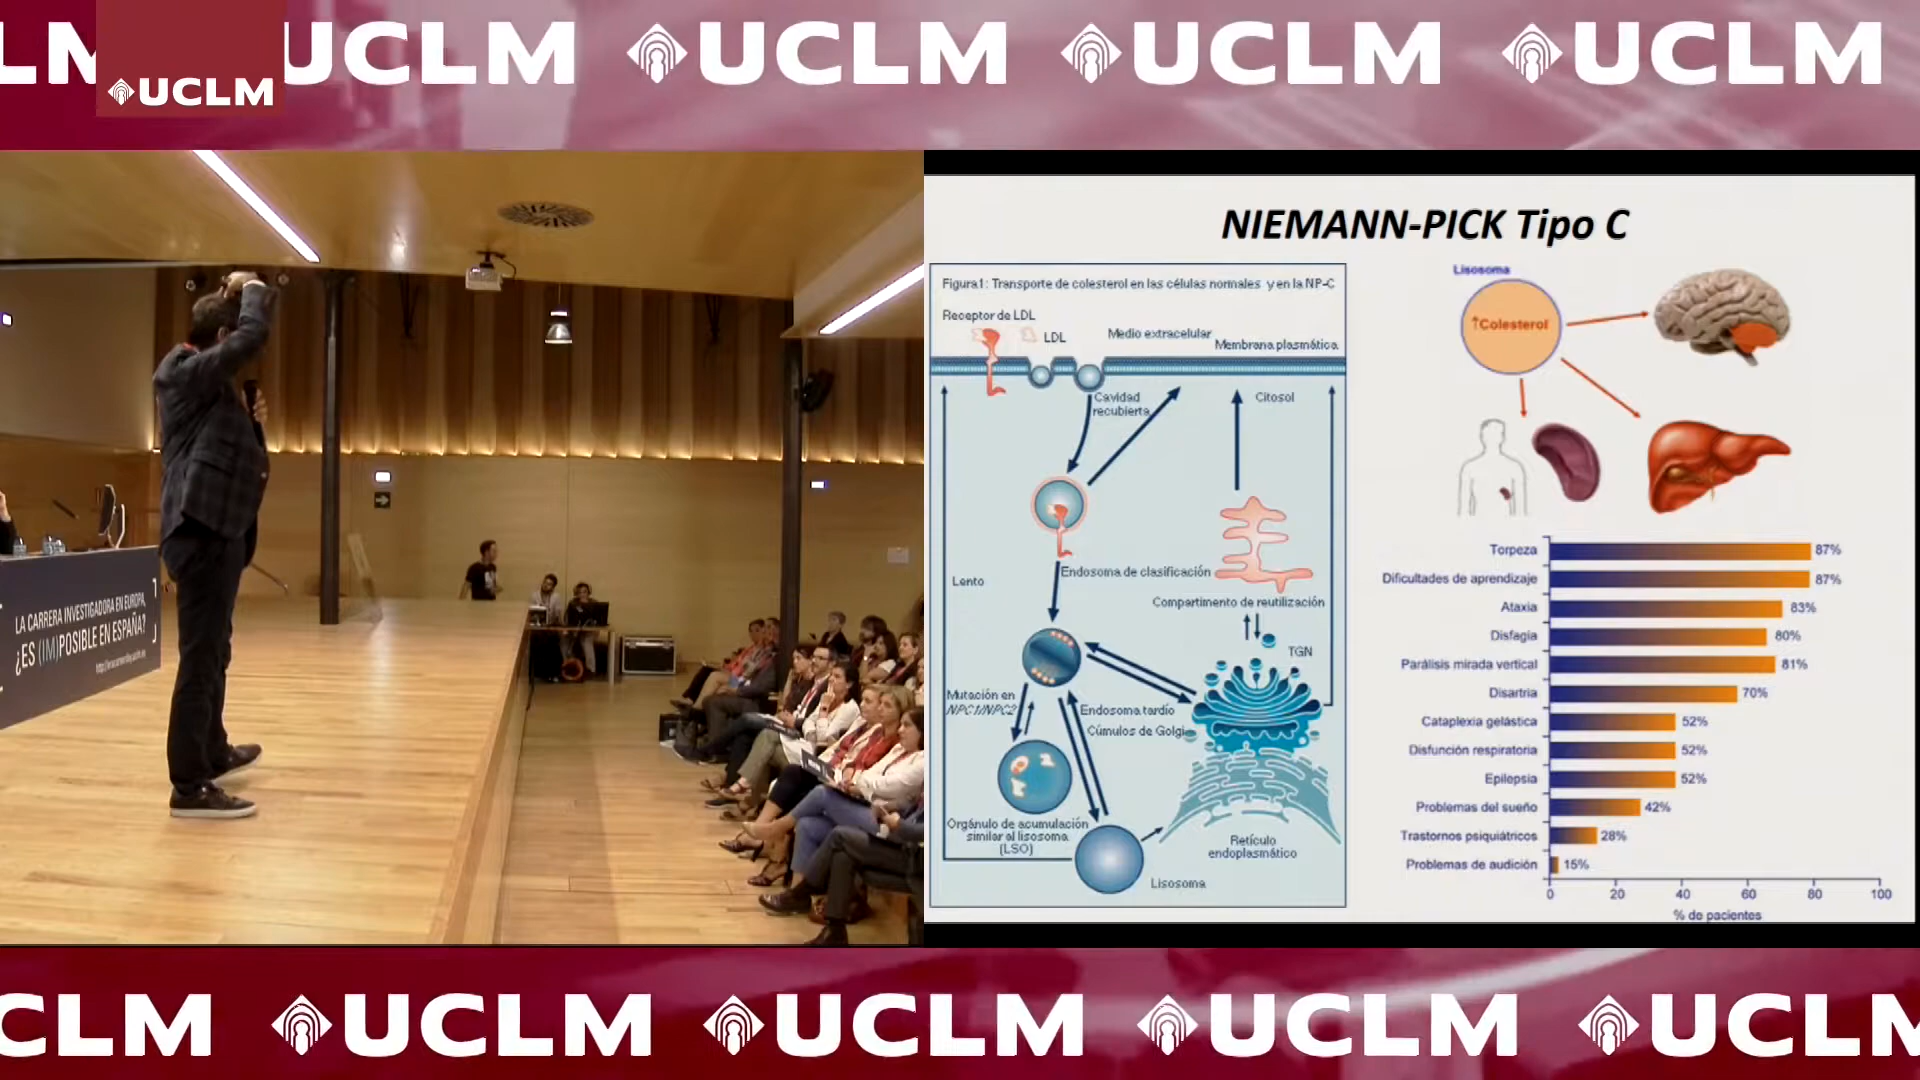 LM UCLM UCLM UCLM UCLM
UCLM
LA CARRERA INVESTIGADORA EN EUROPA,
¿ES (IM)POSIBLE EN ESPAÑA?
NIEMANN-PICK Tipo C
Figura1: Transporte de colesterol en las células normales y en la NP-C
Receptor de LDL
LDL
Medio extracelular
Membrana plasmática
Cavidad
recubierta
Citosol
Endosoma de clasificación
Lento
Compartimento de reutilización
TGN
Mutación en
NPC1/NPC2
Endosoma tardío
Cúmulos de Golgi
Orgánulo de acumulación
similar al lisosoma
(LSO)
Retículo
endoplasmático
Lisosoma
Lisosoma
↑Colesterol
Torpeza 87%
Dificultades de aprendizaje 87%
Ataxia 83%
Disfagia 80%
Parálisis mirada vertical 81%
Disartria 70%
Cataplexia gelástica 52%
Disfunción respiratoria 52%
Epilepsia 52%
Problemas del sueño 42%
Trastornos psiquiátricos 28%
Problemas de audición 15%
0 20 40 60 80 100
% de pacientes
CLM UCLM UCLM UCLM UCLM